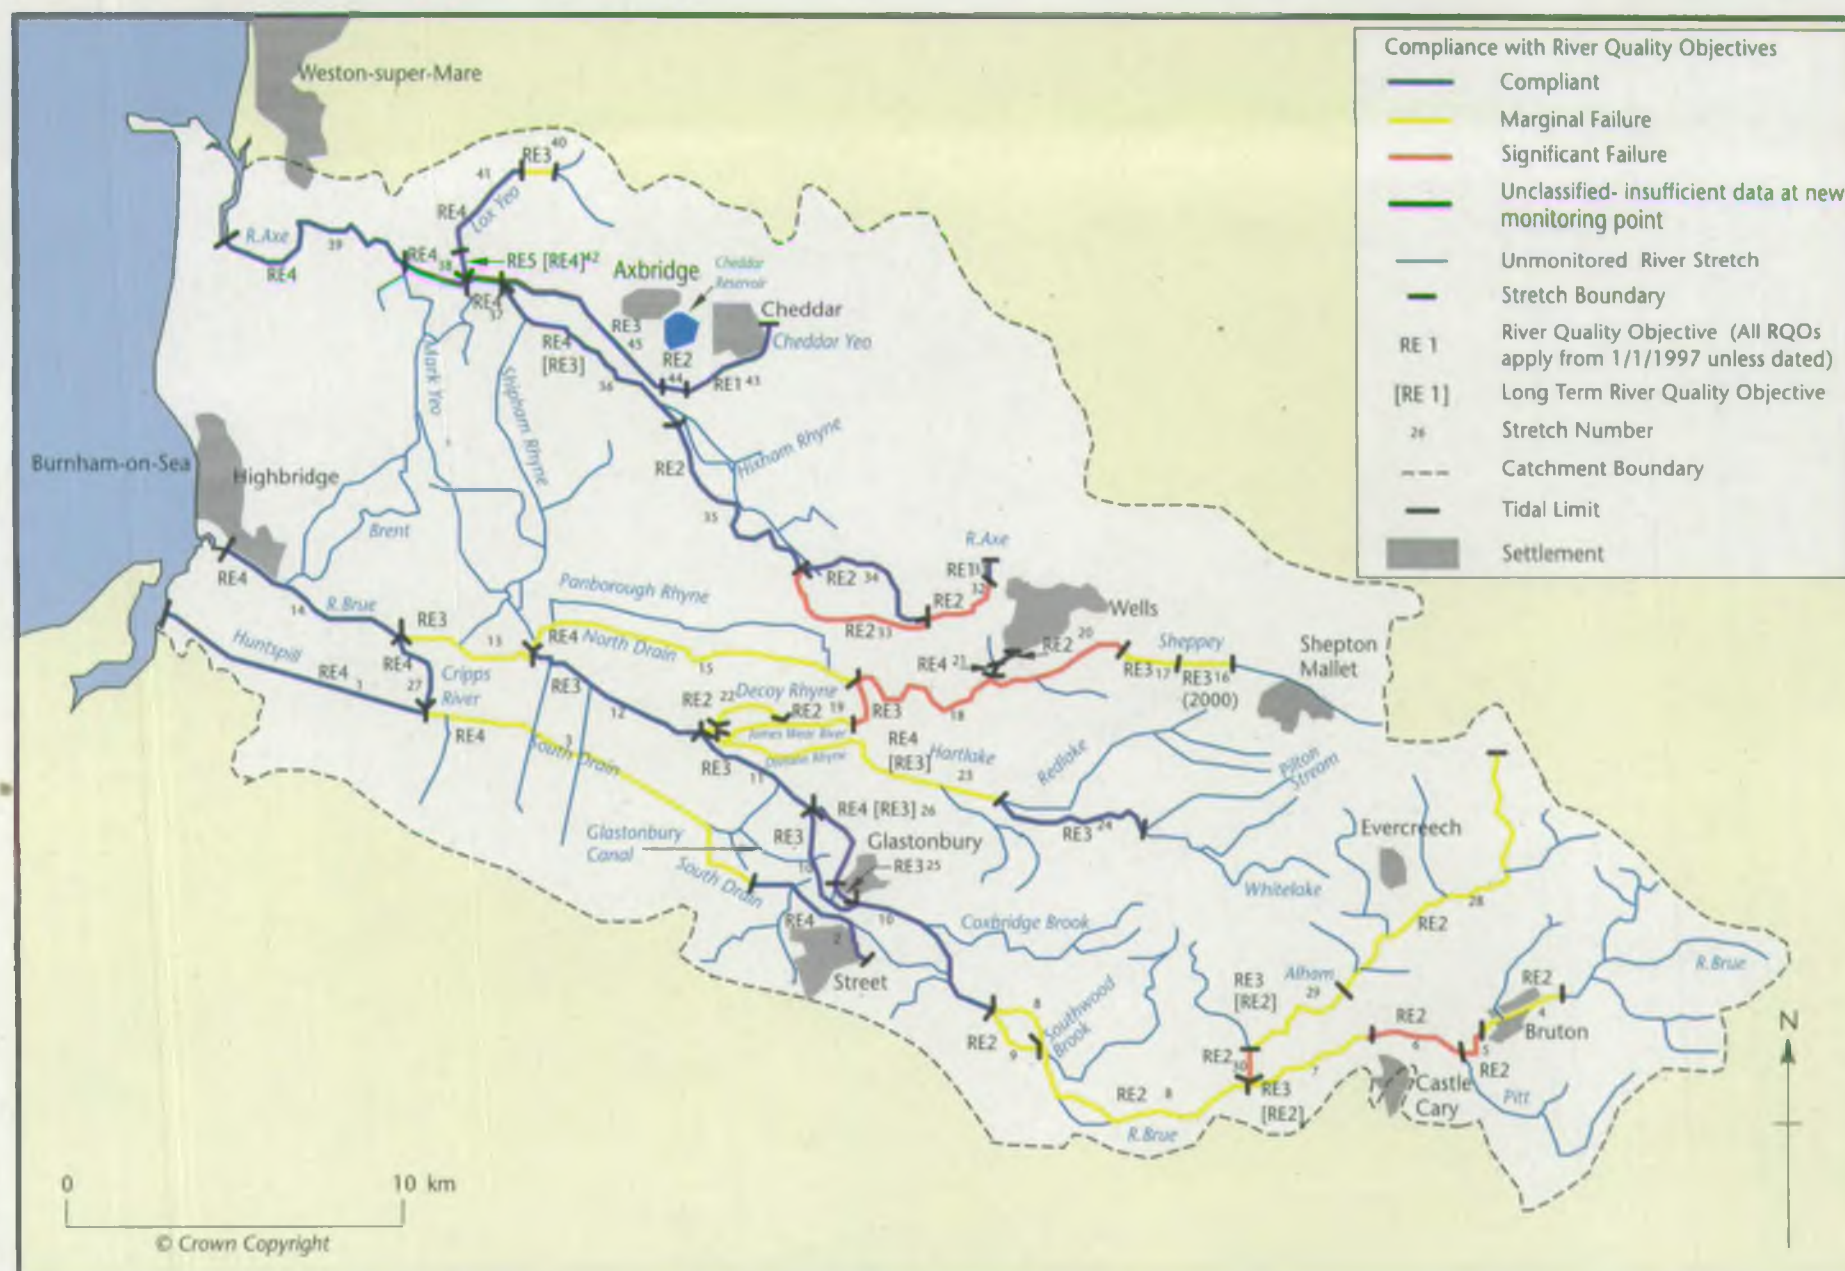 Compliance with River Quality Objectives
Compliant
Marginal Failure
Significant Failure
Unclassified- insufficient data at new
monitoring point
Unmonitored River Stretch
Stretch Boundary
RE 1
River Quality Objective (All RQOs
apply from 1/1/1997 unless dated)
[RE 1]
Long Term River Quality Objective
26
Stretch Number
Catchment Boundary
Tidal Limit
Settlement
Weston-super-Mare
RE3 40
41
RE4
Lox Yeo
R.Axe
39
RE4
RE4
38
RE5 [RE4] 42
Axbridge
Cheddar
Reservoir
RE4
37
RE3
45
Cheddar
Cheddar Yeo
RE4
[RE3]
36
RE2
44
RE1 43
Mark Yeo
Shipham Rhyne
Hixham Rhyne
RE2
35
Burnham-on-Sea
Highbridge
Brent
R.Axe
RE1
32
RE2 34
RE2
RE2 33
Wells
RE4
14
R.Brue
RE3
13
Panborough Rhyne
RE4
North Drain
15
RE4 21
RE2
20
Sheppey
RE3 17
RE3 16
(2000)
Shepton
Mallet
Huntspill
RE4
1
RE4
27
Cripps
River
RE3
12
RE2 22
Decoy Rhyne
RE2 19
James Wear River
Division Rhyne
RE3
18
RE4
3
South Drain
RE3
11
RE4
[RE3]
Hartlake
23
Redlake
Pilton
Stream
RE4 [RE3] 26
RE3
10
Glastonbury
RE3 25
RE3 24
Evercreech
Glastonbury
Canal
South Drain
Whitelake
RE4
2
Street
10
Coxbridge Brook
RE2
28
RE3
[RE2]
Alham
29
R.Brue
RE2
4
Bruton
8
RE2
9
Southwood
Brook
RE2
6
5
RE2
RE2
30
7
RE3
[RE2]
Castle
Cary
Pitt
RE2 8
R.Brue
N
0 10 km
© Crown Copyright